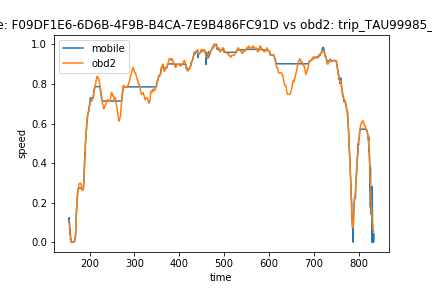 e: F09DF1E6-6D6B-4F9B-B4CA-7E9B486FC91D vs obd2: trip_TAU99985_
mobile
obd2
1.0
0.8
0.6
0.4
0.2
0.0
speed
200 300 400 500 600 700 800
time